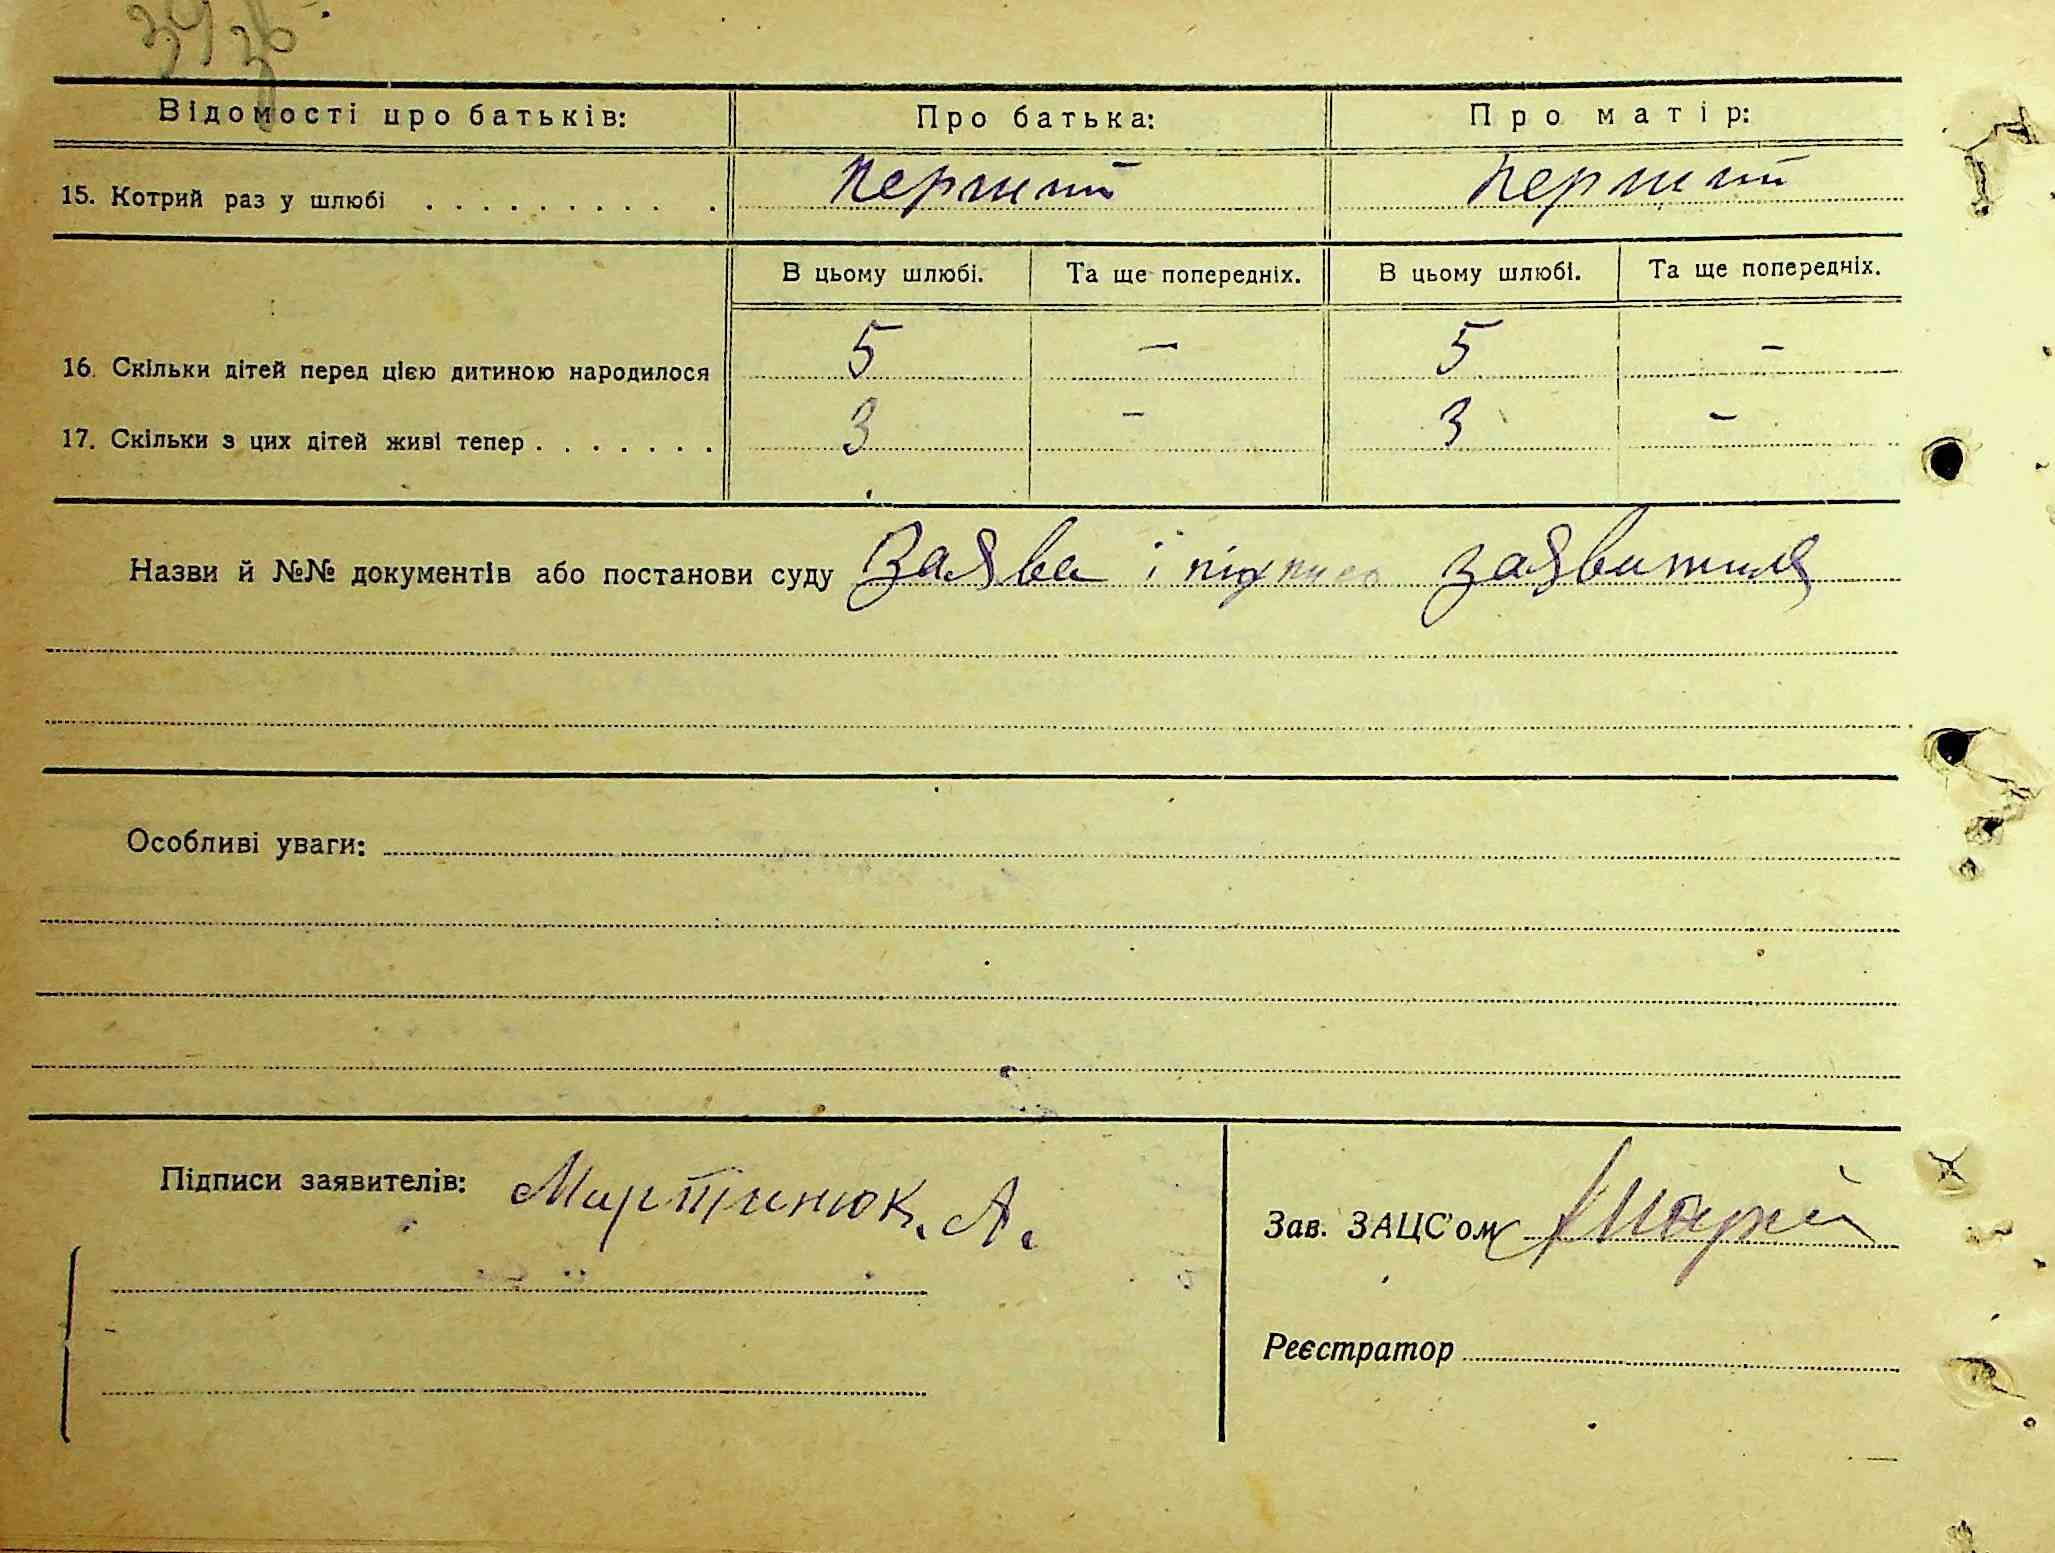 34 зв
Відомості про батьків: Про батька: Про матір:
15. Котрий раз у шлюбі . . . . . . . . . . перший перший
В цьому шлюбі. Та ще попередніх. В цьому шлюбі. Та ще попередніх.
16. Скільки дітей перед цією дитиною народилося 5 – 5 –
17. Скільки з цих дітей живі тепер . . . . . . . 3 – 3 –
Назви й №№ документів або постанови суду Заява і підпис заявителя
Особливі уваги:
Підписи заявителів: Мартинюк. А.
Зав. ЗАЦС'ом
Реєстратор